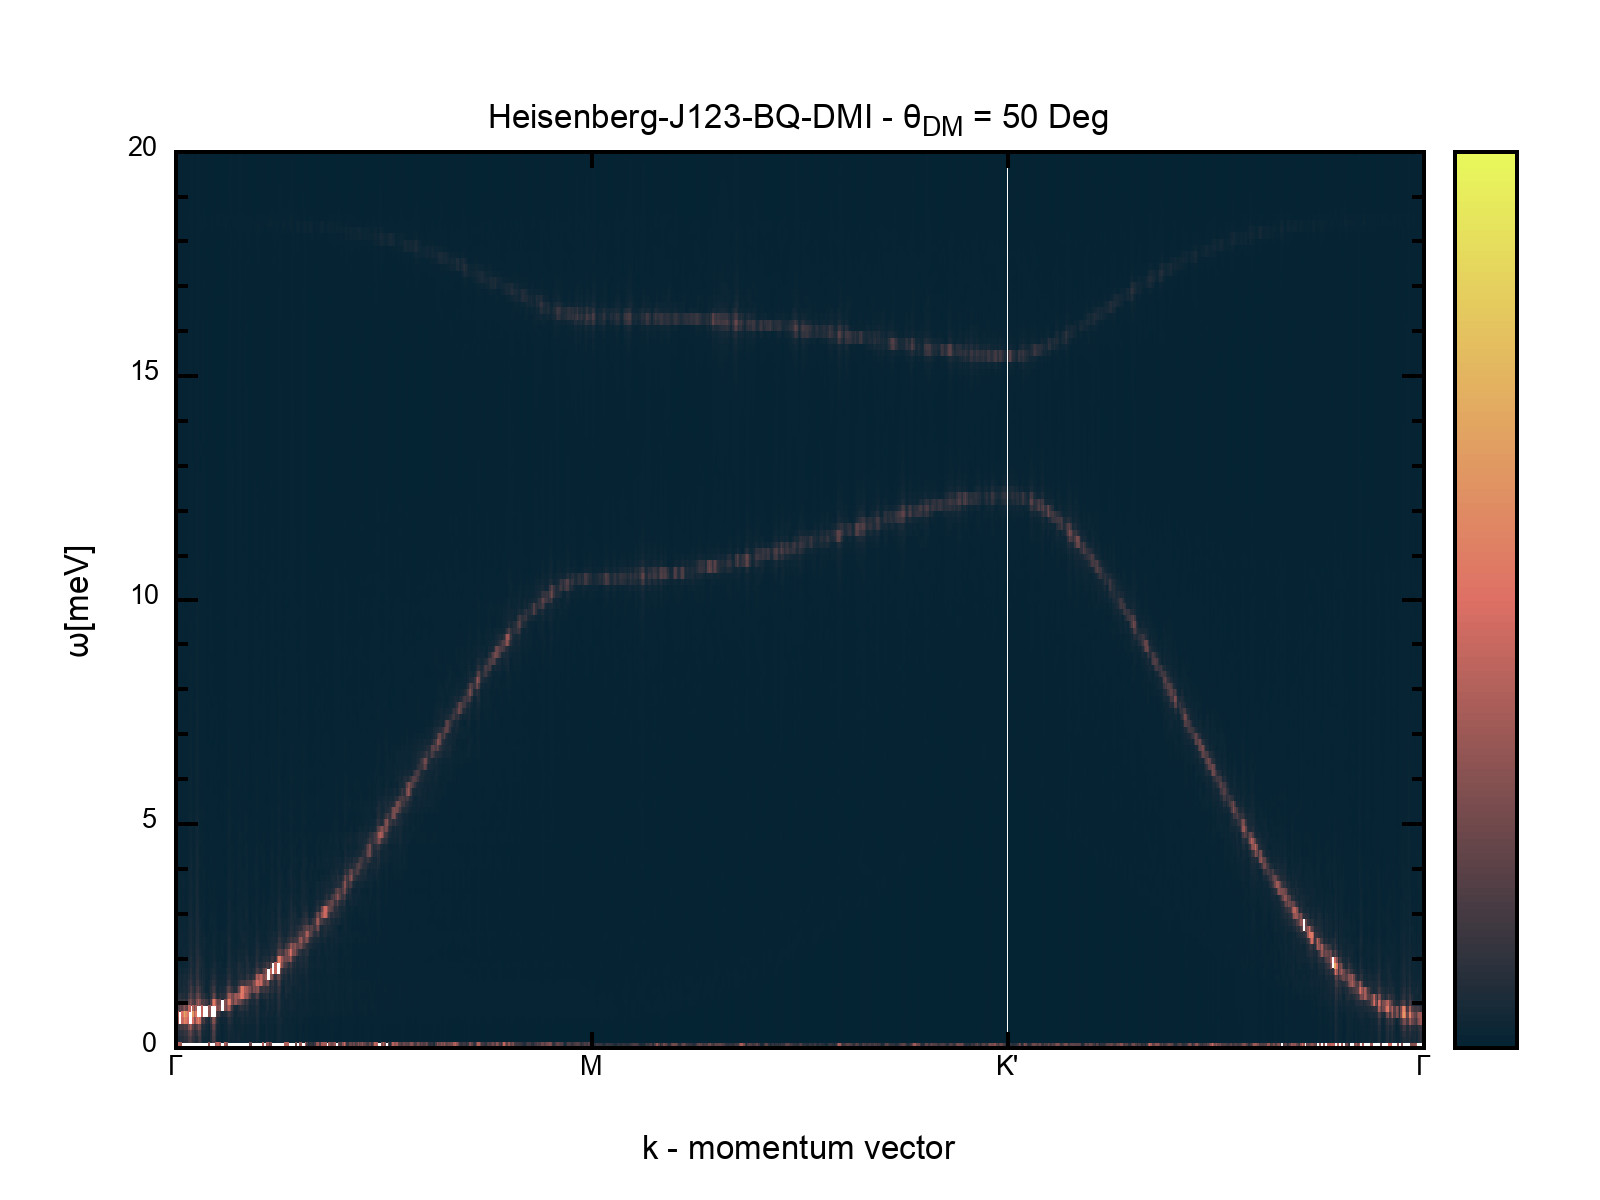 Heisenberg-J123-BQ-DMI - θDM = 50 Deg
20
15
10
5
0
ω[meV]
Γ M K' Γ
k - momentum vector